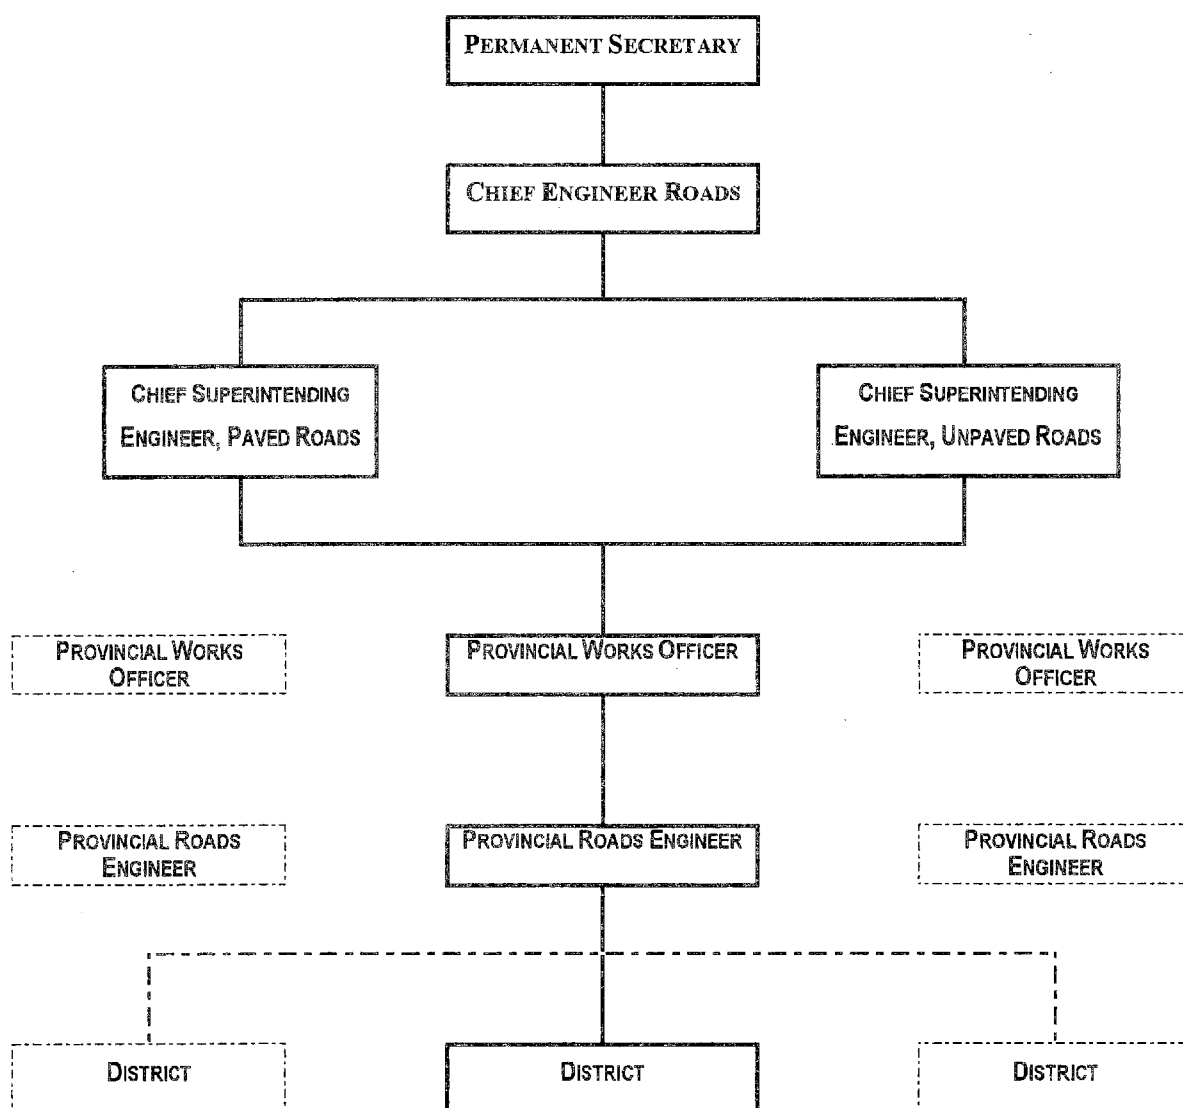 PERMANENT SECRETARY
CHIEF ENGINEER ROADS
CHIEF SUPERINTENDING
ENGINEER, PAVED ROADS
CHIEF SUPERINTENDING
ENGINEER, UNPAVED ROADS
PROVINCIAL WORKS
OFFICER
PROVINCIAL WORKS OFFICER
PROVINCIAL WORKS
OFFICER
PROVINCIAL ROADS
ENGINEER
PROVINCIAL ROADS ENGINEER
PROVINCIAL ROADS
ENGINEER
DISTRICT
DISTRICT
DISTRICT